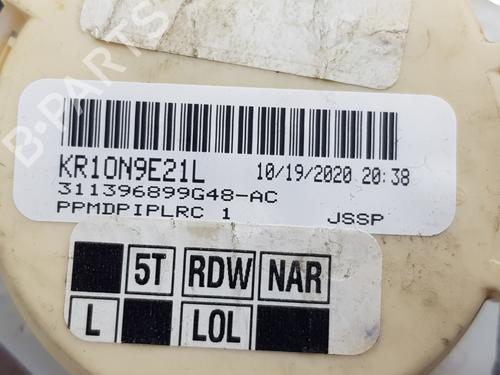 B-PARTS
KR10N9E21L 10/19/2020 20:38
311396899G48-AC
PPMDPIPLRC 1 JSSP
5T RDW NAR
L LOL